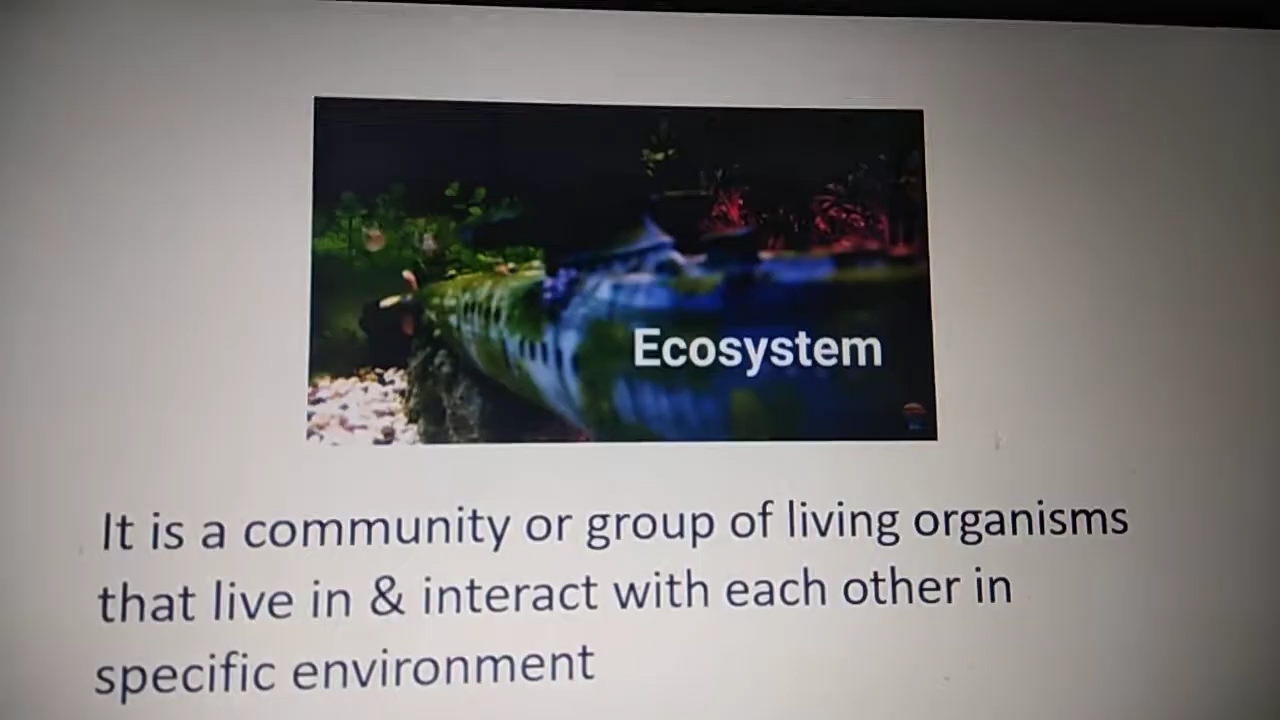 Ecosystem
It is a community or group of living organisms
that live in & interact with each other in
specific environment